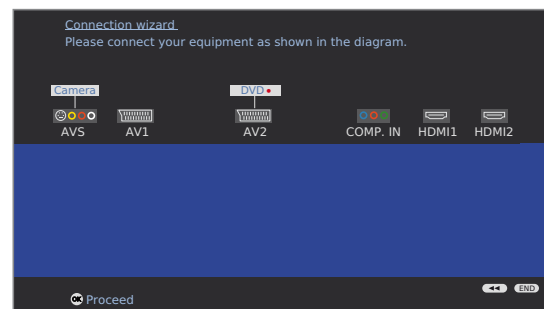 Connection wizard
Please connect your equipment as shown in the diagram.
Camera DVD
AVS AV1 AV2 COMP. IN HDMI1 HDMI2
END
OK Proceed